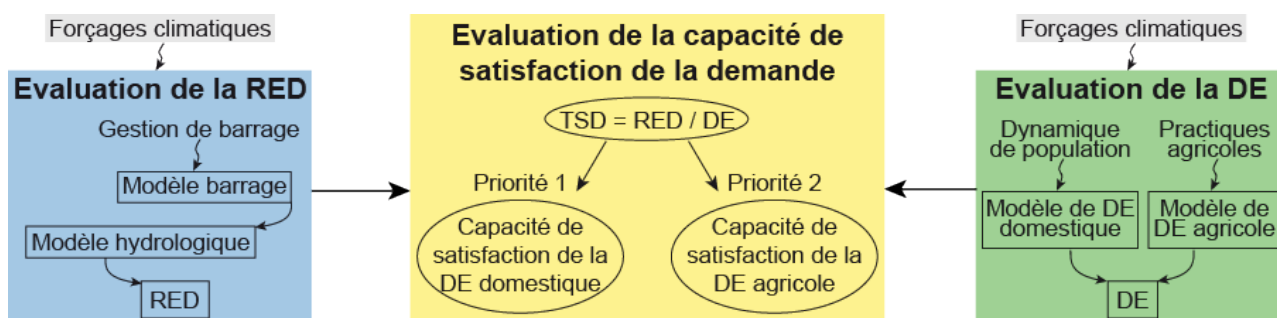 Forçages climatiques
Evaluation de la RED
Gestion de barrage
Modèle barrage
Modèle hydrologique
RED
Evaluation de la capacité de
satisfaction de la demande
TSD = RED / DE
Priorité 1
Priorité 2
Capacité de
satisfaction de la
DE domestique
Capacité de
satisfaction de la
DE agricole
Forçages climatiques
Evaluation de la DE
Dynamique
de population
Practiques
agricoles
Modèle de DE
domestique
Modèle de
DE agricole
DE